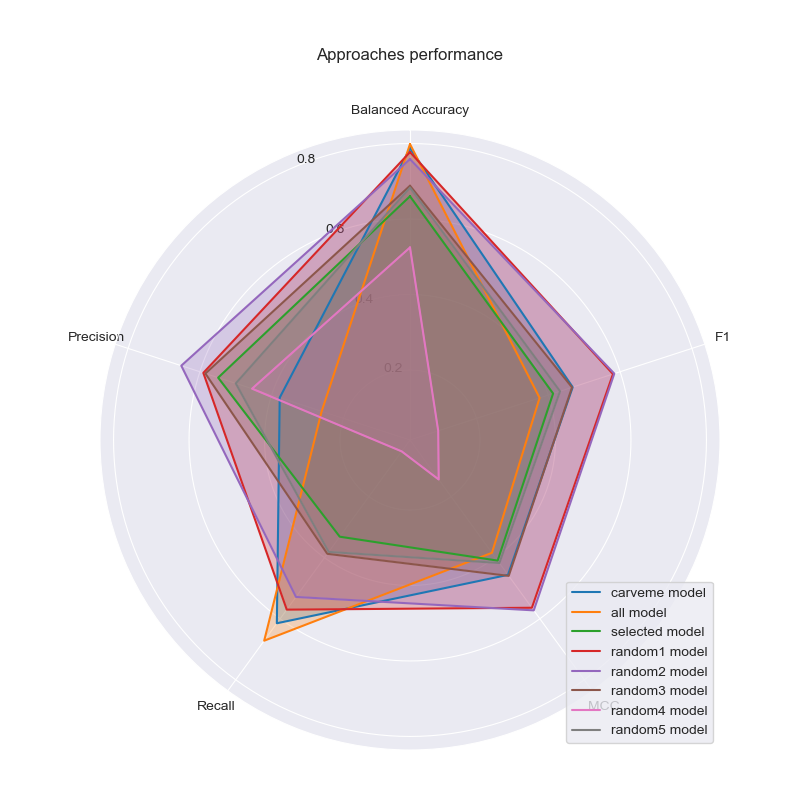 Approaches performance
Balanced Accuracy
0.8
0.6
0.4
0.2
Precision
F1
Recall
MCC
carveme model
all model
selected model
random1 model
random2 model
random3 model
random4 model
random5 model